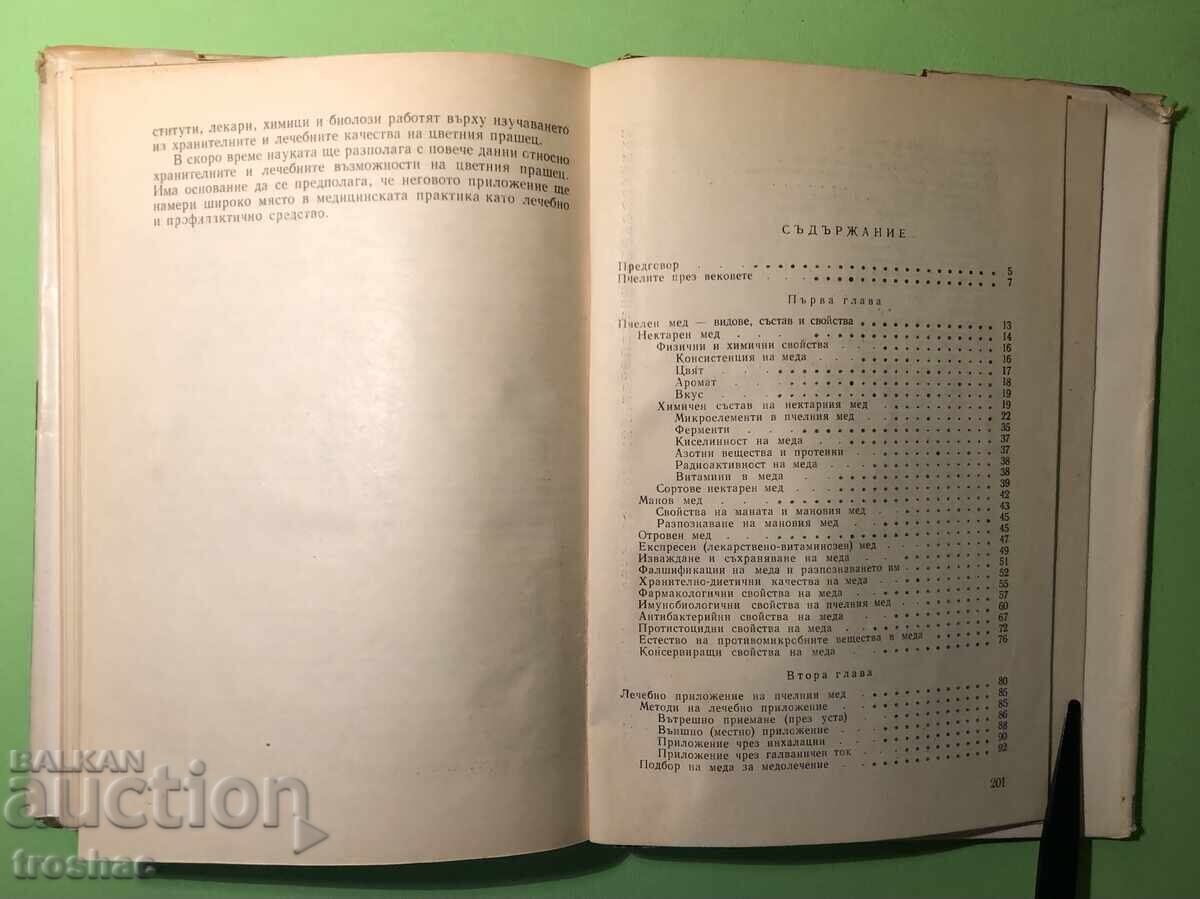 ститути, лекари, химици и биолози работят върху изучаването
из хранителните и лечебните качества на цветния прашец.
В скоро време науката ще разполага с повече данни относно
хранителните и лечебните възможности на цветния прашец.
Има основание да се предполага, че неговото приложение ще
намери широко място в медицинската практика като лечебно
и профилактично средство.
СЪДЪРЖАНИЕ
Предговор 5
Пчелите през вековете 7
Първа глава
Пчелен мед — видове, състав и свойства 13
Нектарен мед 14
Физични и химични свойства 16
Консистенция на меда 16
Цвят 17
Аромат 18
Вкус 19
Химичен състав на нектарния мед 19
Микроелементи в пчелния мед 22
Ферменти 35
Киселинност на меда 37
Азотни вещества и протеини 37
Радиоактивност на меда 38
Витамини в меда 38
Сортове нектарен мед 39
Манов мед 42
Свойства на маната и мановия мед 43
Разпознаване на мановия мед 45
Отровен мед 45
Експресен (лекарствено-витаминозен) мед 47
Изваждане и съхраняване на меда 49
Фалшификации на меда и разпознаването им 51
Хранително-диетични качества на меда 52
Фармакологични свойства на меда 55
Имунобиологични свойства на пчелния мед 57
Антибактерийни свойства на меда 60
Протистоцидни свойства на меда 67
Естество на противомикробните вещества в меда 72
Консервиращи свойства на меда 76
Втора глава
Лечебно приложение на пчелния мед 80
Методи на лечебно приложение 85
Вътрешно приемане (през уста) 85
Външно (местно) приложение 86
Приложение чрез инхалации 88
Приложение чрез галваничен ток 90
Подбор на меда за медолечение 92
201
BALKAN
auction
troshac